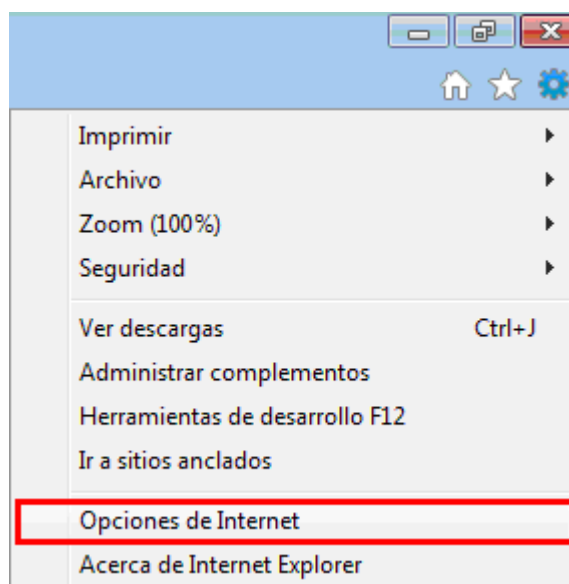 Imprimir
Archivo
Zoom (100%)
Seguridad
Ver descargas Ctrl+J
Administrar complementos
Herramientas de desarrollo F12
Ir a sitios anclados
Opciones de Internet
Acerca de Internet Explorer